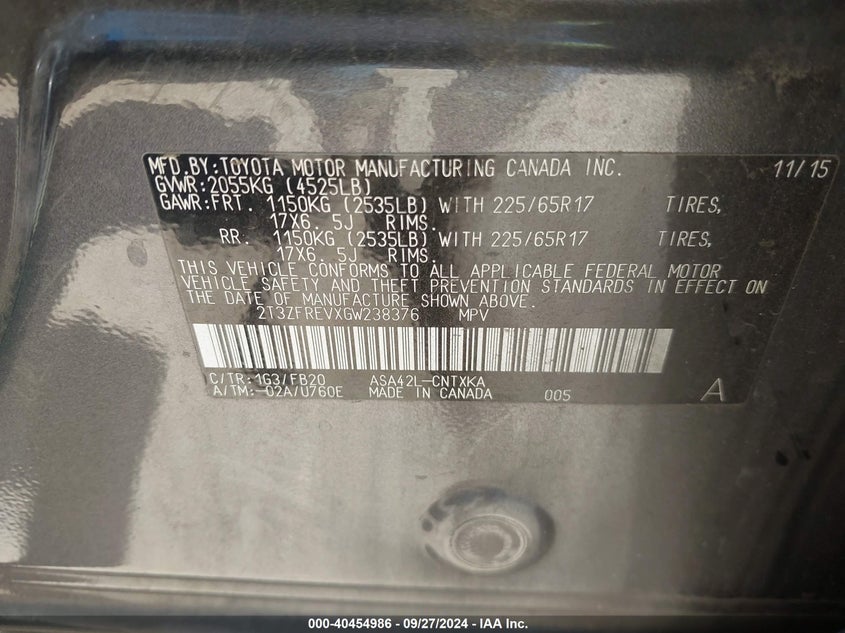 MFD.BY:TOYOTA MOTOR MANUFACTURING CANADA INC. 11/15
GVWR:2055KG (4525LB)
GAWR:FRT. 1150KG (2535LB) WITH 225/65R17 TIRES,
17X6. 5J RIMS.
RR. 1150KG (2535LB) WITH 225/65R17 TIRES,
17X6. 5J RIMS.
THIS VEHICLE CONFORMS TO ALL APPLICABLE FEDERAL MOTOR
VEHICLE SAFETY AND THEFT PREVENTION STANDARDS IN EFFECT ON
THE DATE OF MANUFACTURE SHOWN ABOVE.
2T3ZFREVXGW238376 MPV
C/TR:1G3/FB20 ASA42L-CNTXKA
A/TM:-02A/U760E MADE IN CANADA 005 A
000-40454986 - 09/27/2024 - IAA Inc.